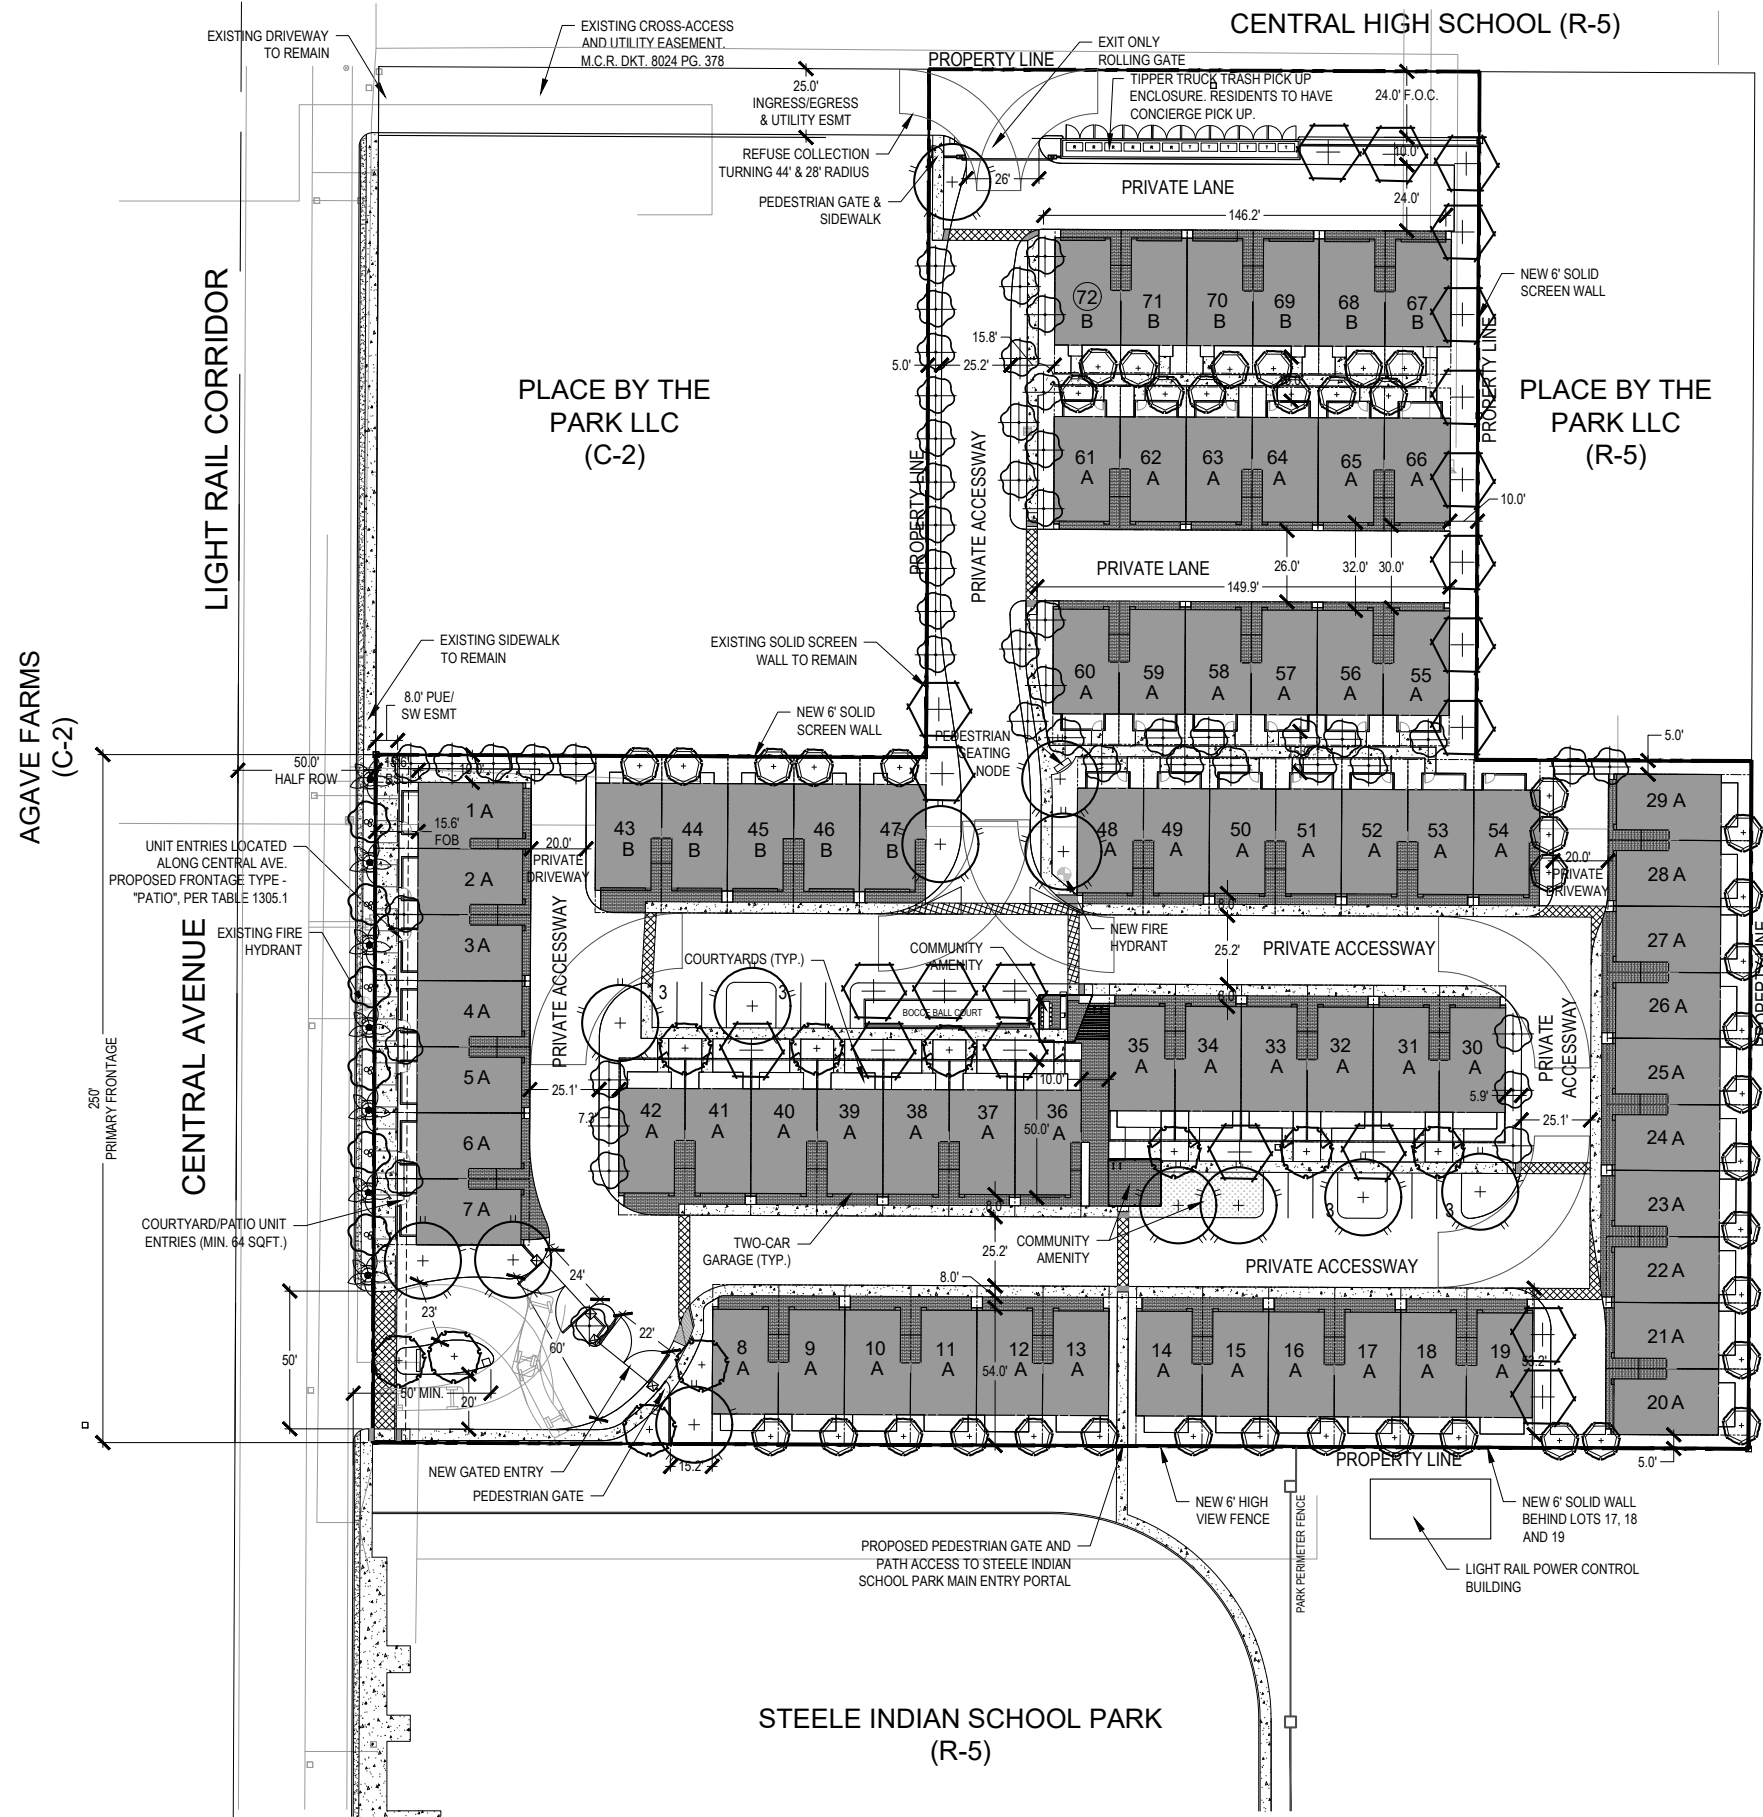 CENTRAL HIGH SCHOOL (R-5)
EXISTING DRIVEWAY
TO REMAIN
EXISTING CROSS-ACCESS
AND UTILITY EASEMENT.
M.C.R. DKT. 8024 PG. 378
PROPERTY LINE
EXIT ONLY
ROLLING GATE
TIPPER TRUCK TRASH PICK UP
ENCLOSURE. RESIDENTS TO HAVE
CONCIERGE PICK UP.
25.0'
INGRESS/EGRESS
& UTILITY ESMT
24.0' F.O.C.
10.0'
REFUSE COLLECTION
TURNING 44' & 28' RADIUS
PEDESTRIAN GATE &
SIDEWALK
26'
PRIVATE LANE
24.0'
146.2'
NEW 6' SOLID
SCREEN WALL
PROPERTY LINE
72
B
71
B
70
B
69
B
68
B
67
B
15.8'
5.0'
25.2'
LIGHT RAIL CORRIDOR
PLACE BY THE
PARK LLC
(C-2)
PLACE BY THE
PARK LLC
(R-5)
PROPERTY LINE
PRIVATE ACCESSWAY
61
A
62
A
63
A
64
A
65
A
66
A
10.0'
PRIVATE LANE
26.0'
32.0'
30.0'
149.9'
60
A
59
A
58
A
57
A
56
A
55
A
EXISTING SIDEWALK
TO REMAIN
EXISTING SOLID SCREEN
WALL TO REMAIN
8.0' PUE/
SW ESMT
NEW 6' SOLID
SCREEN WALL
PEDESTRIAN
SEATING
NODE
AGAVE FARMS
(C-2)
50.0'
HALF ROW
5.0'
1 A
15.6'
FOB
20.0'
PRIVATE
DRIVEWAY
43
B
44
B
45
B
46
B
47
B
48
A
49
A
50
A
51
A
52
A
53
A
54
A
20.0'
PRIVATE
DRIVEWAY
29 A
28 A
UNIT ENTRIES LOCATED
ALONG CENTRAL AVE.
PROPOSED FRONTAGE TYPE -
"PATIO", PER TABLE 1305.1
2 A
EXISTING FIRE
HYDRANT
CENTRAL AVENUE
3 A
PRIVATE ACCESSWAY
COURTYARDS (TYP.)
COMMUNITY
AMENITY
NEW FIRE
HYDRANT
25.2'
PRIVATE ACCESSWAY
27 A
PROPERTY LINE
3
3
BOCCE BALL COURT
26 A
4 A
35
A
34
A
33
A
32
A
31
A
30
A
PRIVATE
ACCESSWAY
250'
PRIMARY FRONTAGE
5 A
25.1'
10.0'
5.9'
25.1'
25 A
42
A
41
A
40
A
39
A
38
A
37
A
36
A
50.0'
6 A
24 A
7 A
23 A
COURTYARD/PATIO UNIT
ENTRIES (MIN. 64 SQFT.)
TWO-CAR
GARAGE (TYP.)
25.2'
COMMUNITY
AMENITY
3
3
PRIVATE ACCESSWAY
22 A
24'
23'
8.0'
22'
60'
50'
50' MIN.
20'
8
A
9
A
10
A
11
A
12
A
13
A
54.0'
14
A
15
A
16
A
17
A
18
A
19
A
21 A
20 A
15.2'
5.0'
PROPERTY LINE
NEW GATED ENTRY
PEDESTRIAN GATE
NEW 6' HIGH
VIEW FENCE
PARK PERIMETER FENCE
NEW 6' SOLID WALL
BEHIND LOTS 17, 18
AND 19
PROPOSED PEDESTRIAN GATE AND
PATH ACCESS TO STEELE INDIAN
SCHOOL PARK MAIN ENTRY PORTAL
LIGHT RAIL POWER CONTROL
BUILDING
STEELE INDIAN SCHOOL PARK
(R-5)